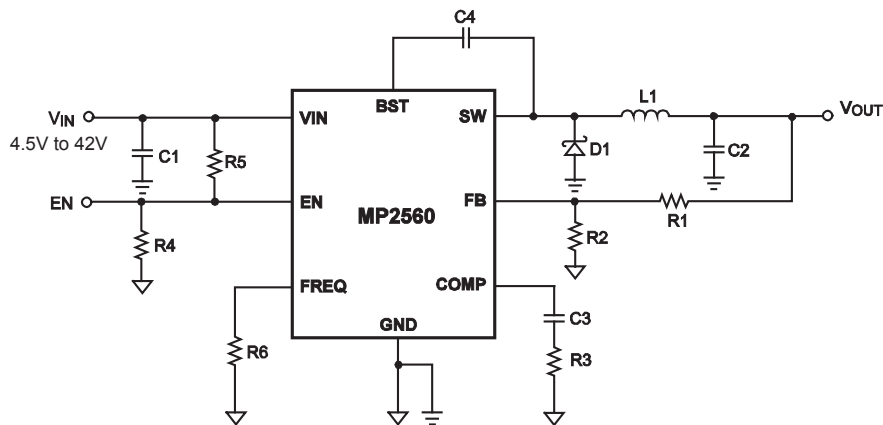 C4
BST
L1
VIN
4.5V to 42V
VIN
SW
VOUT
C1
R5
D1
C2
EN
EN
MP2560
FB
R1
R4
R2
FREQ
COMP
GND
C3
R6
R3